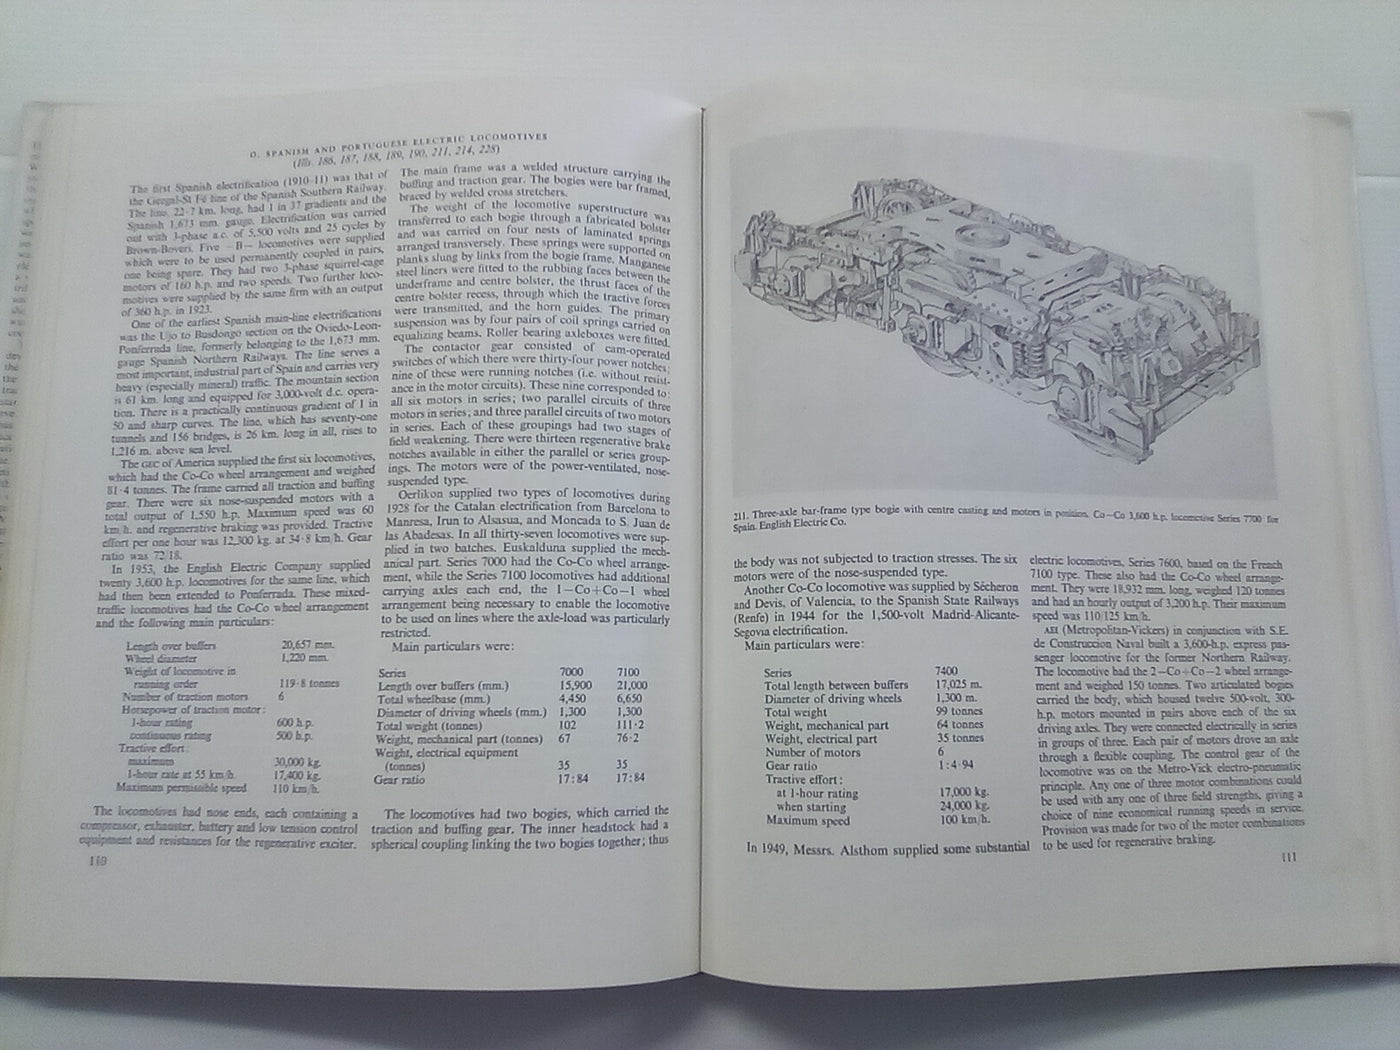 O. SPANISH AND PORTUGUESE ELECTRIC LOCOMOTIVES
(Ills. 186, 187, 188, 189, 190, 211, 214, 228)
The first Spanish electrification (1910-11) was that of
the Gergal-St Fé line of the Spanish Southern Railway.
The line, 22·7 km. long, had 1 in 37 gradients and the
Spanish 1,673 mm. gauge. Electrification was carried
out with 3-phase a.c. of 5,500 volts and 25 cycles by
Brown-Boveri. Five –B– locomotives were supplied
which were to be used permanently coupled in pairs,
one being spare. They had two 3-phase squirrel-cage
motors of 160 h.p. and two speeds. Two further loco-
motives were supplied by the same firm with an output
of 360 h.p. in 1923.
One of the earliest Spanish main-line electrifications
was the Ujo to Busdongo section on the Oviedo-Leon-
Ponferrada line, formerly belonging to the 1,673 mm.
gauge Spanish Northern Railways. The line serves a
most important, industrial part of Spain and carries very
heavy (especially mineral) traffic. The mountain section
is 61 km. long and equipped for 3,000-volt d.c. opera-
tion. There is a practically continuous gradient of 1 in
50 and sharp curves. The line, which has seventy-one
tunnels and 156 bridges, is 26 km. long in all, rises to
1,216 m. above sea level.
The GEC of America supplied the first six locomotives,
which had the Co-Co wheel arrangement and weighed
81·4 tonnes. The frame carried all traction and buffing
gear. There were six nose-suspended motors with a
total output of 1,550 h.p. Maximum speed was 60
km/h. and regenerative braking was provided. Tractive
effort per one hour was 12,300 kg. at 34·8 km/h. Gear
ratio was 72/18.
In 1953, the English Electric Company supplied
twenty 3,600 h.p. locomotives for the same line, which
had then been extended to Ponferrada. These mixed-
traffic locomotives had the Co-Co wheel arrangement
and the following main particulars:
Length over buffers 20,657 mm.
Wheel diameter 1,220 mm.
Weight of locomotive in
running order 119·8 tonnes
Number of traction motors 6
Horsepower of traction motor:
1-hour rating 600 h.p.
continuous rating 500 h.p.
Tractive effort:
maximum 30,000 kg.
1-hour rate at 55 km/h. 17,400 kg.
Maximum permissible speed 110 km/h.
The locomotives had nose ends, each containing a
compressor, exhauster, battery and low tension control
equipment and resistances for the regenerative exciter.
110
The main frame was a welded structure carrying the
buffing and traction gear. The bogies were bar framed,
braced by welded cross stretchers.
The weight of the locomotive superstructure was
transferred to each bogie through a fabricated bolster
and was carried on four nests of laminated springs
arranged transversely. These springs were supported on
planks slung by links from the bogie frame. Manganese
steel liners were fitted to the rubbing faces between the
underframe and centre bolster, the thrust faces of the
centre bolster recess, through which the tractive forces
were transmitted, and the horn guides. The primary
suspension was by four pairs of coil springs carried on
equalizing beams. Roller bearing axleboxes were fitted.
The contactor gear consisted of cam-operated
switches of which there were thirty-four power notches;
nine of these were running notches (i.e. without resist-
ance in the motor circuits). These nine corresponded to:
all six motors in series; two parallel circuits of three
motors in series; and three parallel circuits of two motors
in series. Each of these groupings had two stages of
field weakening. There were thirteen regenerative brake
notches available in either the parallel or series group-
ings. The motors were of the power-ventilated, nose-
suspended type.
Oerlikon supplied two types of locomotives during
1928 for the Catalan electrification from Barcelona to
Manresa, Irun to Alsasua, and Moncada to S. Juan de
las Abadesas. In all thirty-seven locomotives were sup-
plied in two batches. Euskalduna supplied the mech-
anical part. Series 7000 had the Co-Co wheel arrange-
ment, while the Series 7100 locomotives had additional
carrying axles each end, the 1–Co+Co–1 wheel
arrangement being necessary to enable the locomotive
to be used on lines where the axle-load was particularly
restricted.
Main particulars were:
Series 7000 7100
Length over buffers (mm.) 15,900 21,000
Total wheelbase (mm.) 4,450 6,650
Diameter of driving wheels (mm.) 1,300 1,300
Total weight (tonnes) 102 111·2
Weight, mechanical part (tonnes) 67 76·2
Weight, electrical equipment
(tonnes) 35 35
Gear ratio 17:84 17:84
The locomotives had two bogies, which carried the
traction and buffing gear. The inner headstock had a
spherical coupling linking the two bogies together; thus
211. Three-axle bar-frame type bogie with centre casting and motors in position. Co–Co 3,600 h.p. locomotive Series 7700 for
Spain. English Electric Co.
the body was not subjected to traction stresses. The six
motors were of the nose-suspended type.
Another Co-Co locomotive was supplied by Sécheron
and Devis, of Valencia, to the Spanish State Railways
(Renfe) in 1944 for the 1,500-volt Madrid-Alicante-
Segovia electrification.
Main particulars were:
Series 7400
Total length between buffers 17,025 m.
Diameter of driving wheels 1,300 m.
Total weight 99 tonnes
Weight, mechanical part 64 tonnes
Weight, electrical part 35 tonnes
Number of motors 6
Gear ratio 1:4·94
Tractive effort:
at 1-hour rating 17,000 kg.
when starting 24,000 kg.
Maximum speed 100 km/h.
In 1949, Messrs. Alsthom supplied some substantial
electric locomotives, Series 7600, based on the French
7100 type. These also had the Co-Co wheel arrange-
ment. They were 18,932 mm. long, weighed 120 tonnes
and had an hourly output of 3,200 h.p. Their maximum
speed was 110/125 km/h.
AEI (Metropolitan-Vickers) in conjunction with S.E.
de Construccion Naval built a 3,600-h.p. express pas-
senger locomotive for the former Northern Railway.
The locomotive had the 2–Co+Co–2 wheel arrange-
ment and weighed 150 tonnes. Two articulated bogies
carried the body, which housed twelve 500-volt, 300-
h.p. motors mounted in pairs above each of the six
driving axles. They were connected electrically in series
in groups of three. Each pair of motors drove an axle
through a flexible coupling. The control gear of the
locomotive was on the Metro-Vick electro-pneumatic
principle. Any one of three motor combinations could
be used with any one of three field strengths, giving a
choice of nine economical running speeds in service.
Provision was made for two of the motor combinations
to be used for regenerative braking.
111